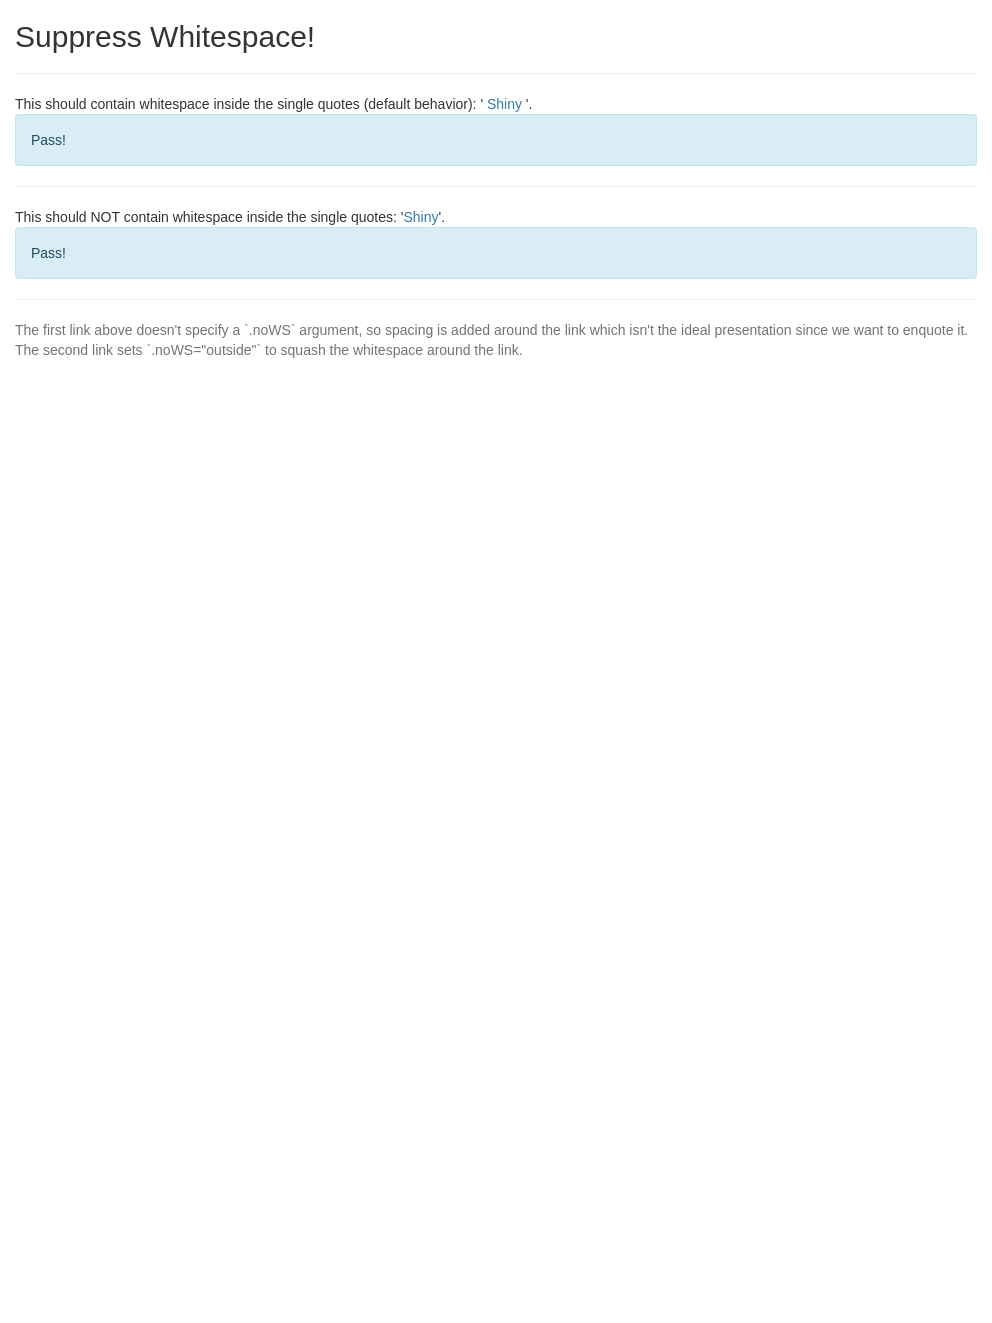 Suppress Whitespace!
This should contain whitespace inside the single quotes (default behavior): ' Shiny '.
Pass!
This should NOT contain whitespace inside the single quotes: 'Shiny'.
Pass!
The first link above doesn't specify a `.noWS` argument, so spacing is added around the link which isn't the ideal presentation since we want to enquote it.
The second link sets `.noWS="outside"` to squash the whitespace around the link.